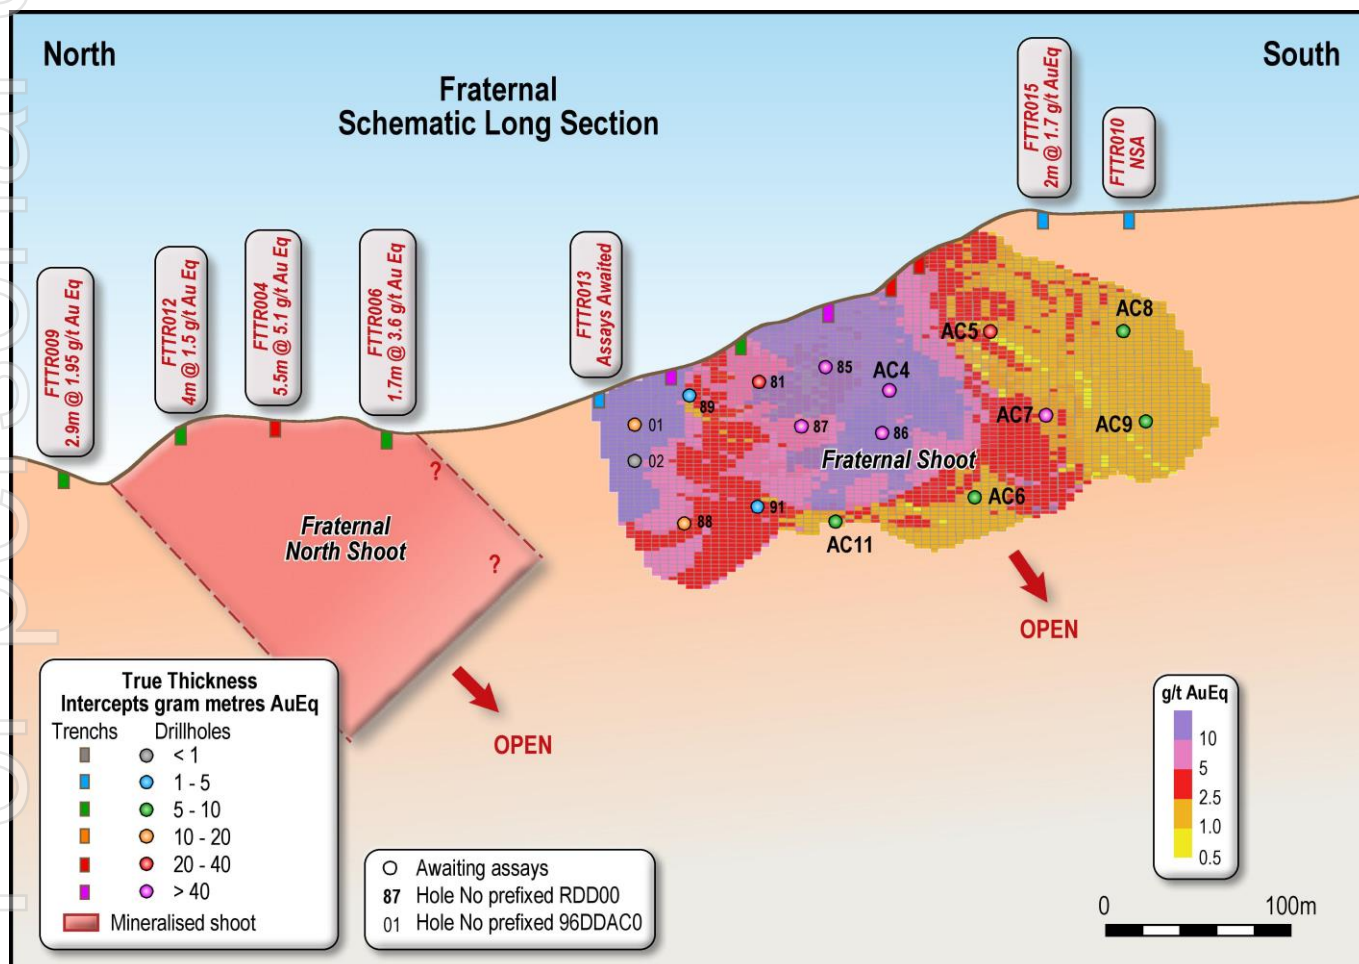 North
South
Fraternal
Schematic Long Section
FTTR009
2.9m @ 1.95 g/t Au Eq
FTTR012
4m @ 1.5 g/t Au Eq
FTTR004
5.5m @ 5.1 g/t Au Eq
FTTR006
1.7m @ 3.6 g/t Au Eq
FTTR013
Assays Awaited
FTTR015
2m @ 1.7 g/t AuEq
FTTR010
NSA
01
02
89
88
81
91
85
87
AC4
86
Fraternal Shoot
AC11
AC5
AC7
AC6
AC8
AC9
?
?
Fraternal
North Shoot
OPEN
OPEN
True Thickness
Intercepts gram metres AuEq
Trenchs Drillholes
< 1
1 - 5
5 - 10
10 - 20
20 - 40
> 40
Mineralised shoot
Awaiting assays
87 Hole No prefixed RDD00
01 Hole No prefixed 96DDAC0
g/t AuEq
10
5
2.5
1.0
0.5
0 100m